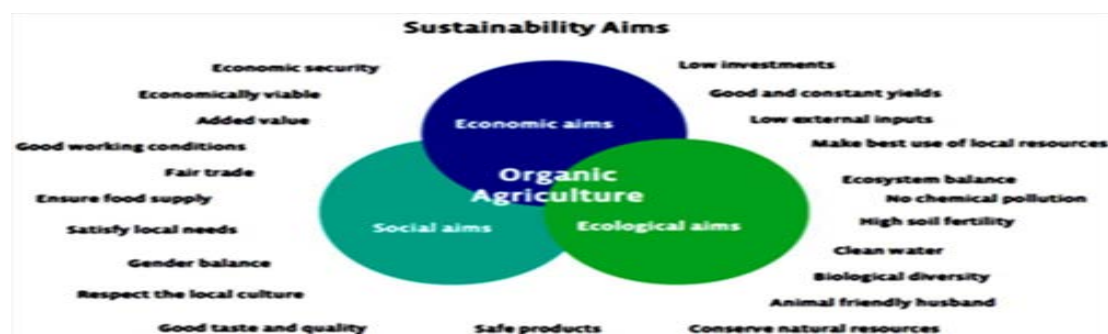 Sustainability Aims
Economic security
Low investments
Economically viable
Good and constant yields
Added value
Economic aims
Low external inputs
Good working conditions
Make best use of local resources
Fair trade
Organic
Agriculture
Ecosystem balance
Ensure food supply
No chemical pollution
Satisfy local needs
Social aims
Ecological aims
High soil fertility
Gender balance
Clean water
Respect the local culture
Biological diversity
Animal friendly husband
Good taste and quality
Safe products
Conserve natural resources